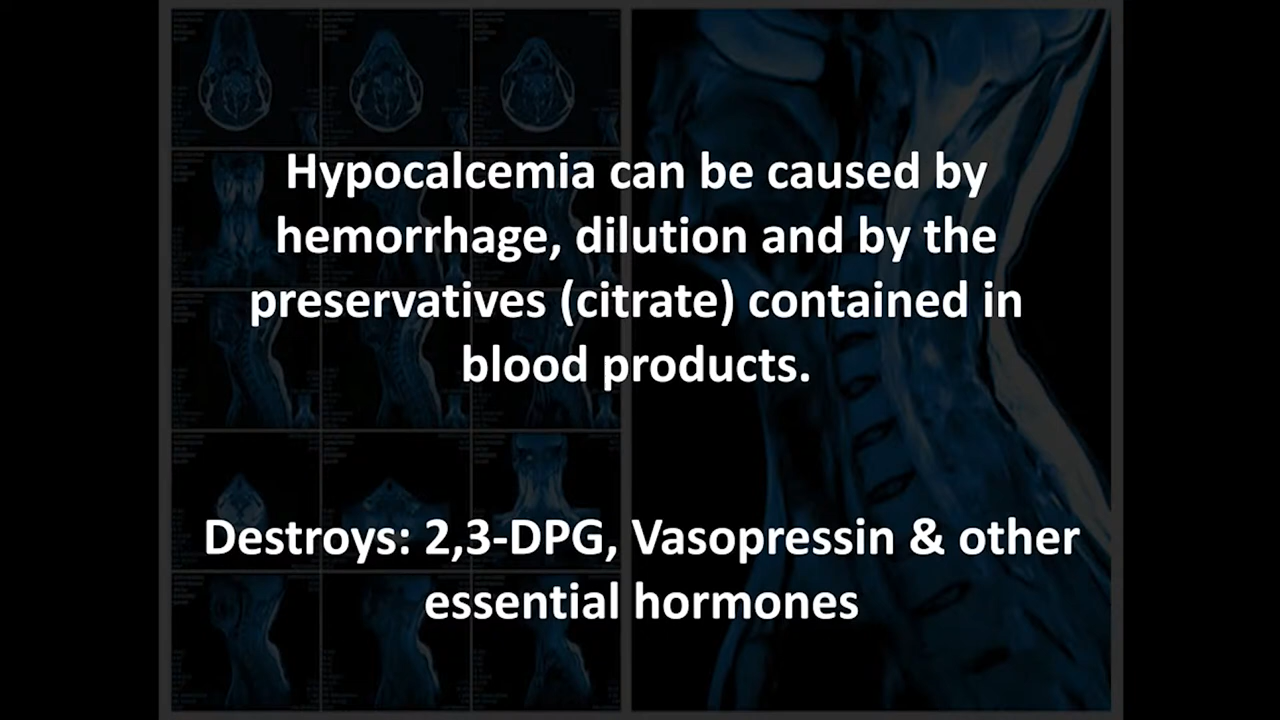 Hypocalcemia can be caused by
hemorrhage, dilution and by the
preservatives (citrate) contained in
blood products.
Destroys: 2,3-DPG, Vasopressin & other
essential hormones